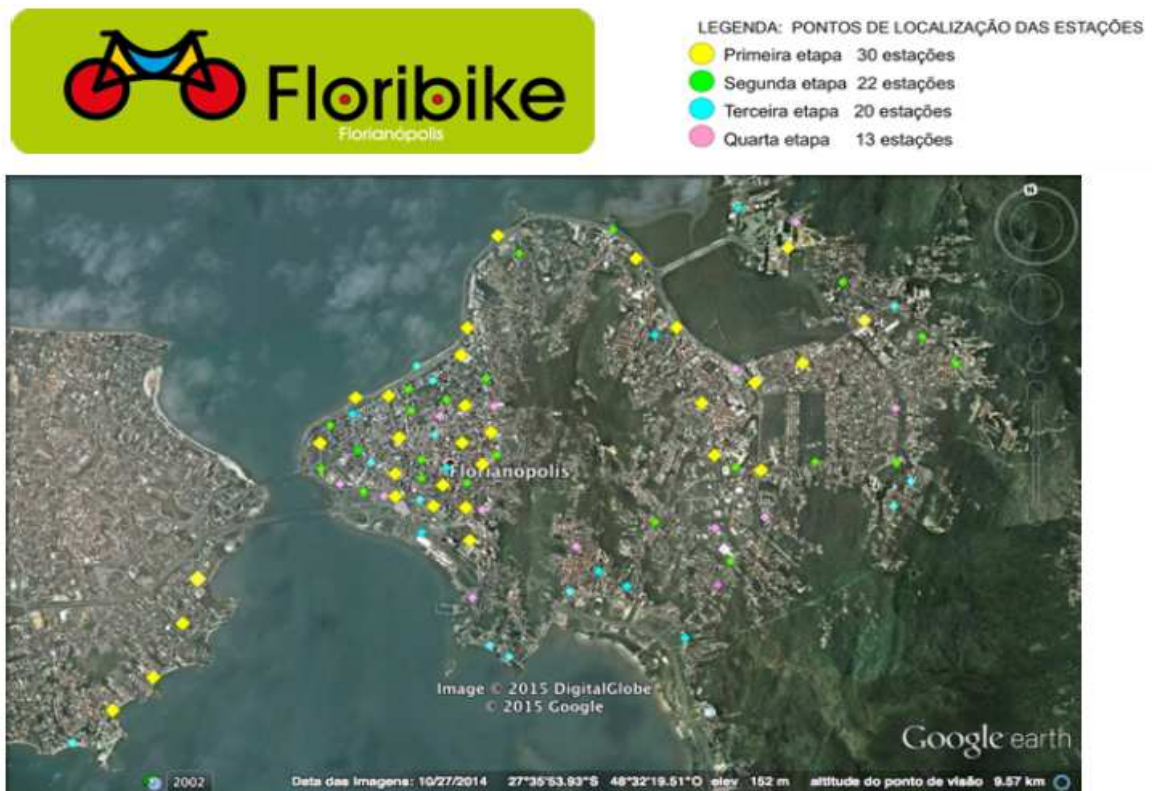 Floribike
Florianópolis
LEGENDA: PONTOS DE LOCALIZAÇÃO DAS ESTAÇÕES
Primeira etapa 30 estações
Segunda etapa 22 estações
Terceira etapa 20 estações
Quarta etapa 13 estações
N
Florianopolis
Image © 2015 DigitalGlobe
© 2015 Google
Google earth
2002
Data das imagens: 10/27/2014 27°35'53.93"S 48°32'19.51"O elev 152 m altitude do ponto de visão 9.57 km